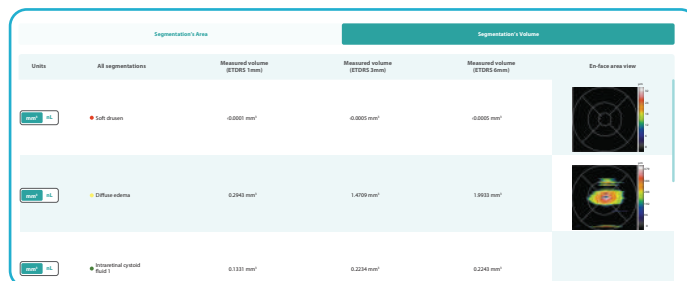 Segmentation's Area
Segmentation's Volume
Units
All segmentations
Measured volume
(ETDRS 1mm)
Measured volume
(ETDRS 3mm)
Measured volume
(ETDRS 6mm)
En-face area view
mm³ nL
Soft drusen
<0.0001 mm³
<0.0005 mm³
<0.0005 mm³
mm³ nL
Diffuse edema
0.2943 mm³
1.4709 mm³
1.9933 mm³
mm³ nL
Intraretinal cystoid
fluid 1
0.1331 mm³
0.2234 mm³
0.2243 mm³